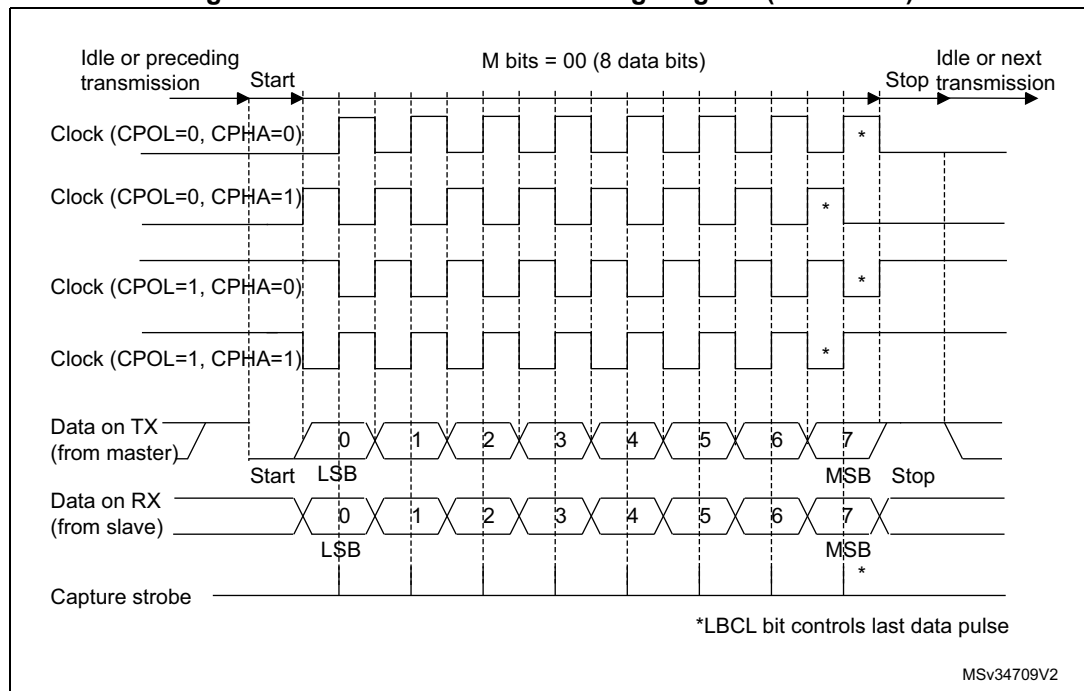 Idle or preceding
transmission
Start
M bits = 00 (8 data bits)
Stop
Idle or next
transmission
Clock (CPOL=0, CPHA=0)
*
Clock (CPOL=0, CPHA=1)
*
Clock (CPOL=1, CPHA=0)
*
Clock (CPOL=1, CPHA=1)
*
Data on TX
(from master)
0 1 2 3 4 5 6 7
Start LSB MSB Stop
Data on RX
(from slave)
0 1 2 3 4 5 6 7
LSB MSB
*
Capture strobe
*LBCL bit controls last data pulse
MSv34709V2